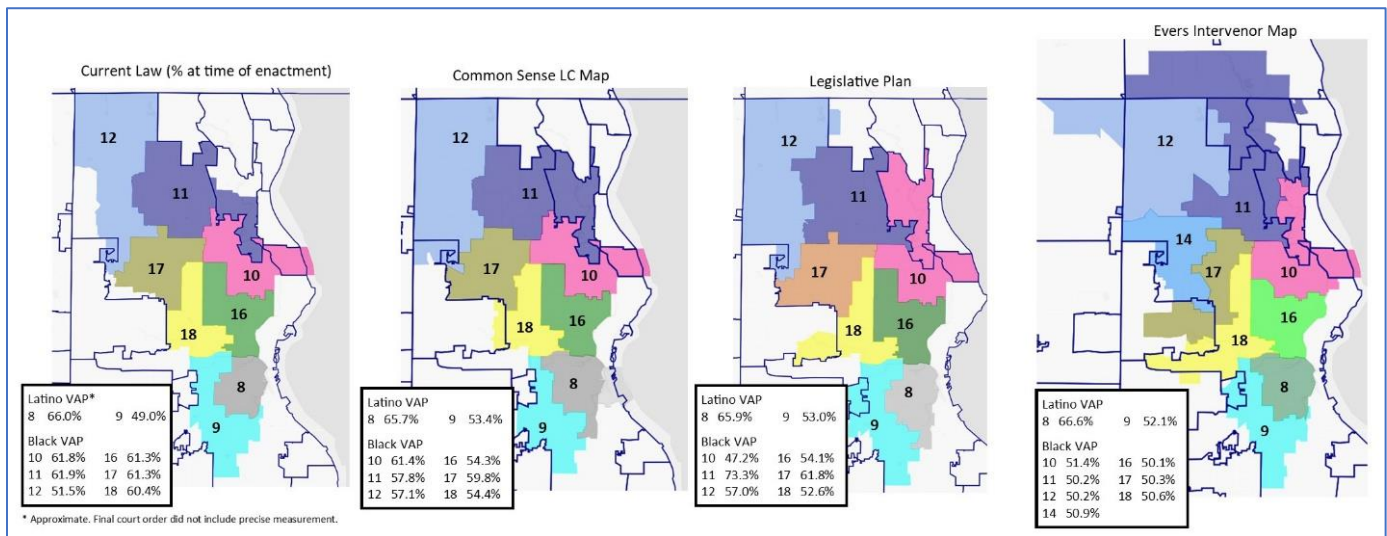 Current Law (% at time of enactment)
12
11
17
10
16
18
8
9
Latino VAP*
8 66.0% 9 49.0%
Black VAP
10 61.8% 16 61.3%
11 61.9% 17 61.3%
12 51.5% 18 60.4%
* Approximate. Final court order did not include precise measurement.
Common Sense LC Map
12
11
17
10
16
18
8
9
Latino VAP
8 65.7% 9 53.4%
Black VAP
10 61.4% 16 54.3%
11 57.8% 17 59.8%
12 57.1% 18 54.4%
Legislative Plan
12
11
17
10
16
18
8
9
Latino VAP
8 65.9% 9 53.0%
Black VAP
10 47.2% 16 54.1%
11 73.3% 17 61.8%
12 57.0% 18 52.6%
Evers Intervenor Map
12
11
14
17
10
16
18
8
9
Latino VAP
8 66.6% 9 52.1%
Black VAP
10 51.4% 16 50.1%
11 50.2% 17 50.3%
12 50.2% 18 50.6%
14 50.9%